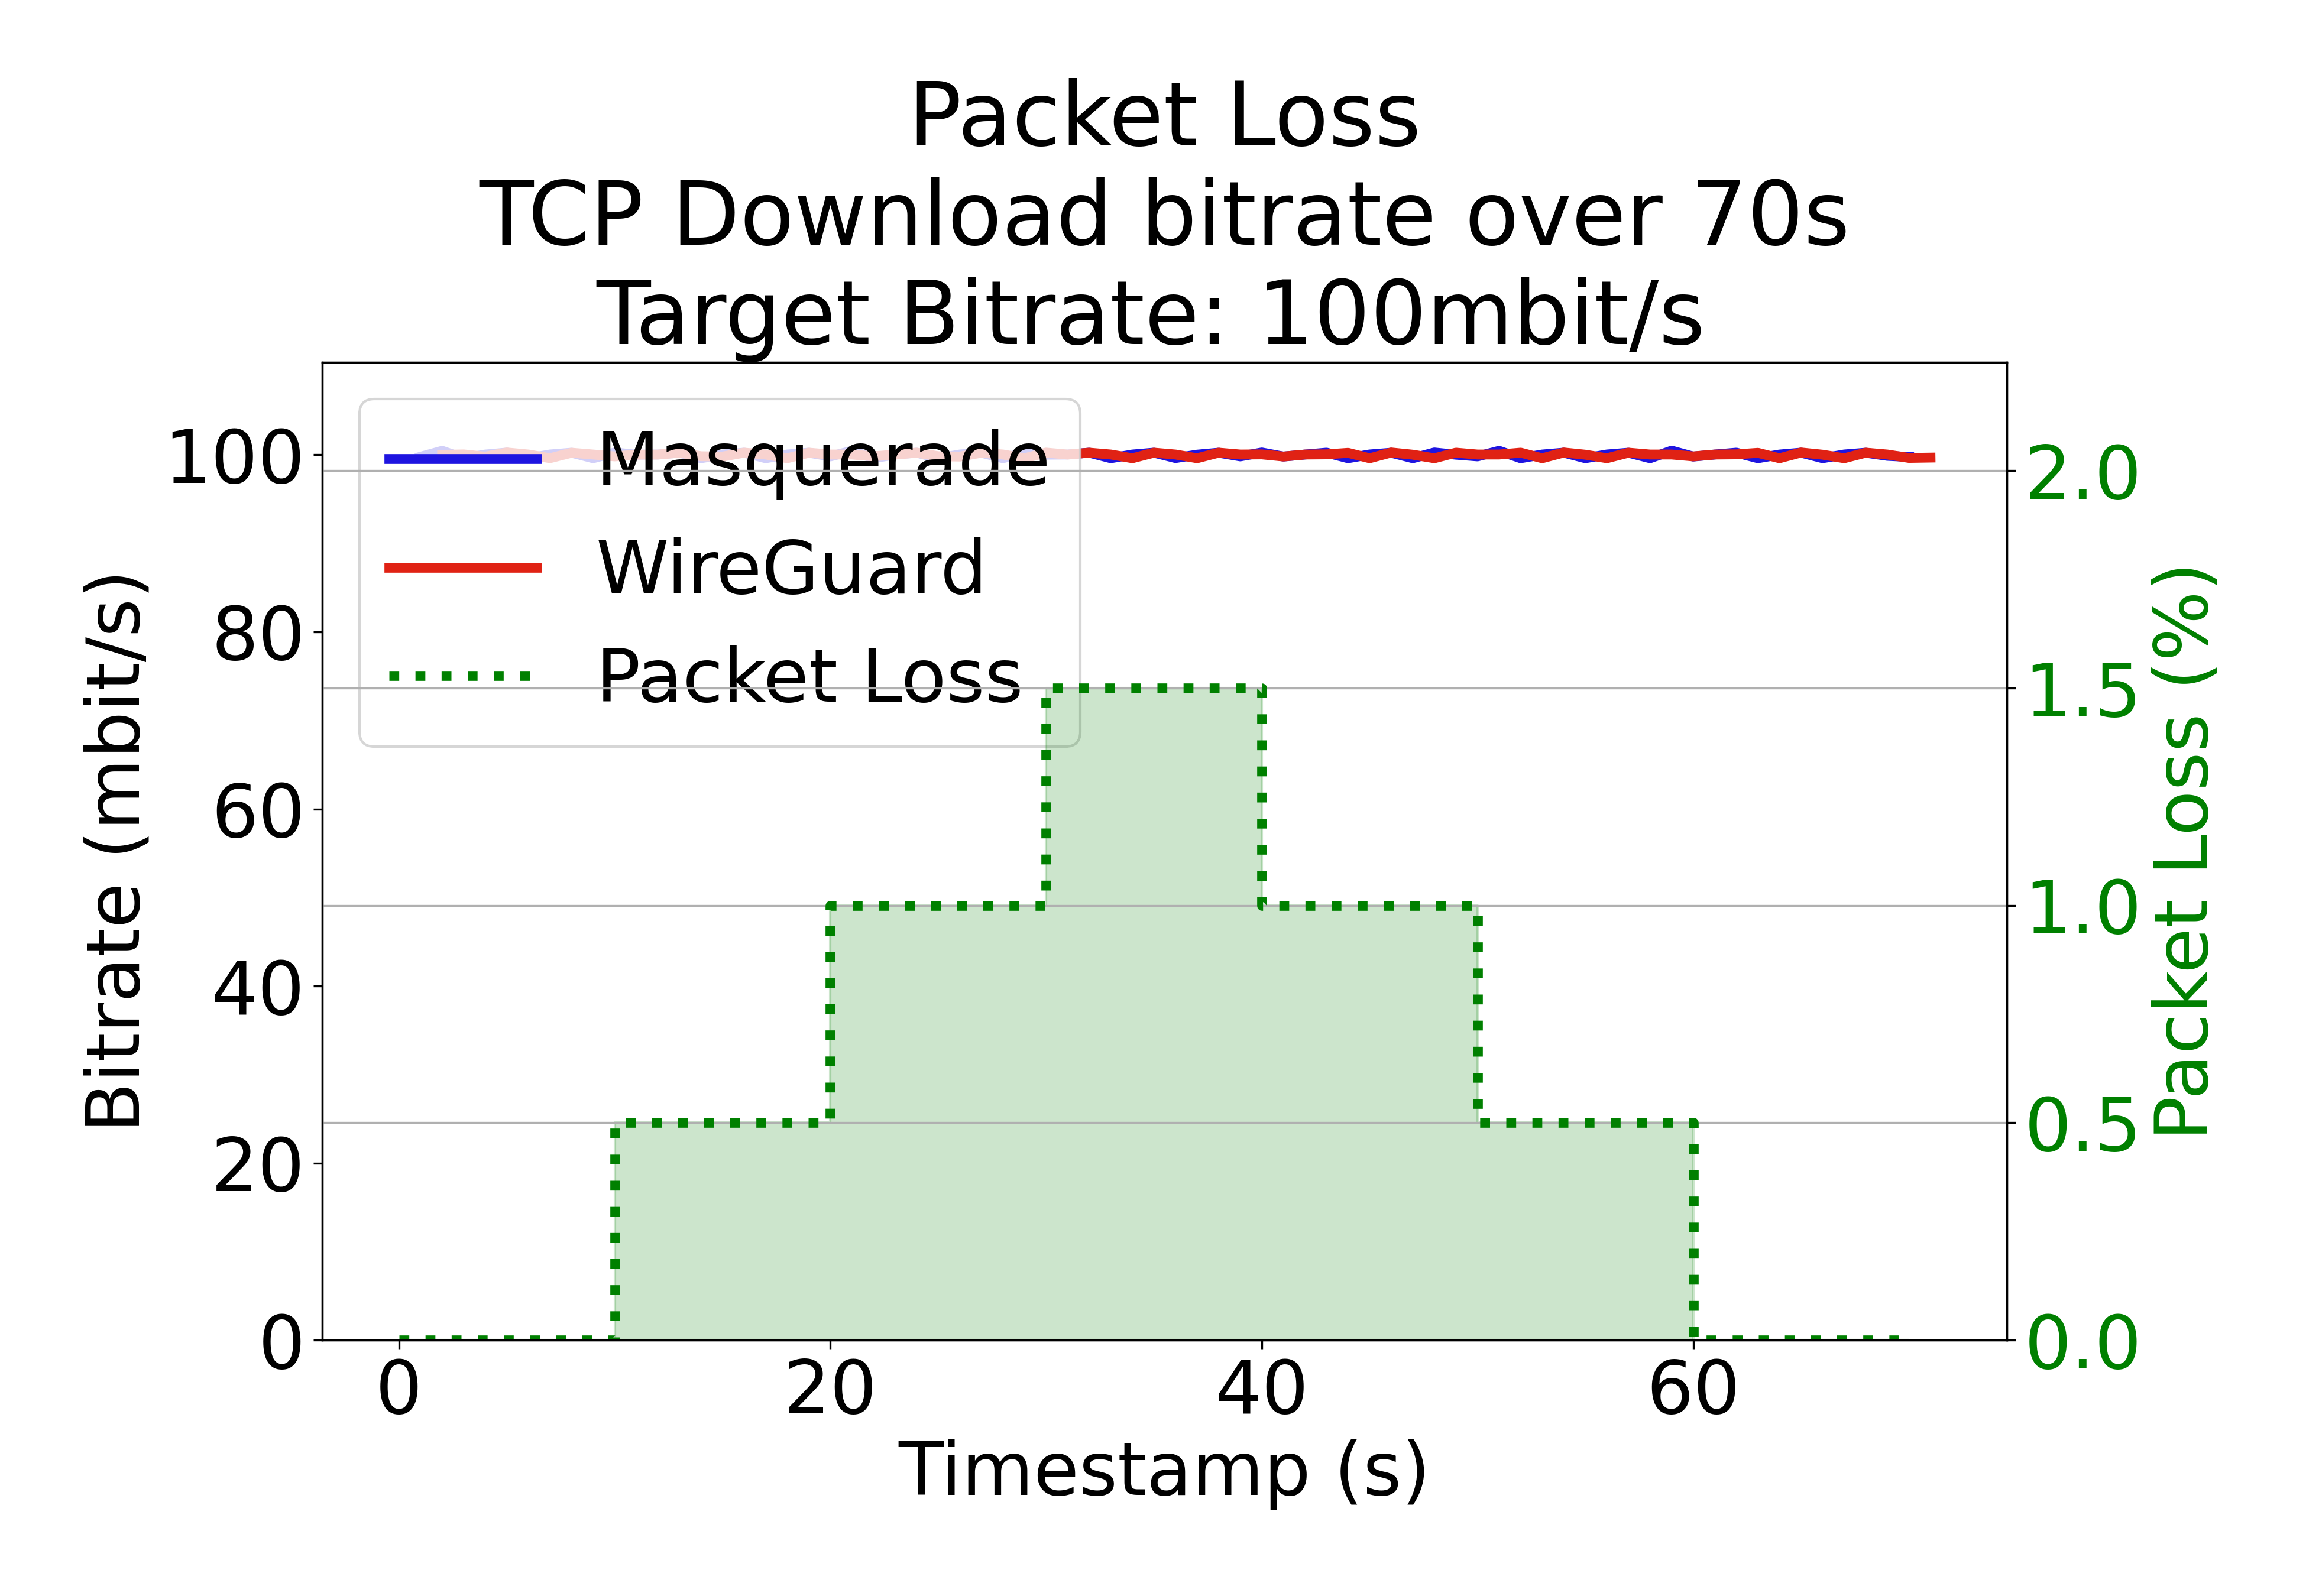 Packet Loss
TCP Download bitrate over 70s
Target Bitrate: 100mbit/s
Masquerade
WireGuard
Packet Loss
Bitrate (mbit/s)
100
80
60
40
20
0
2.0
1.5
1.0
0.5
0.0
Packet Loss (%)
0 20 40 60
Timestamp (s)